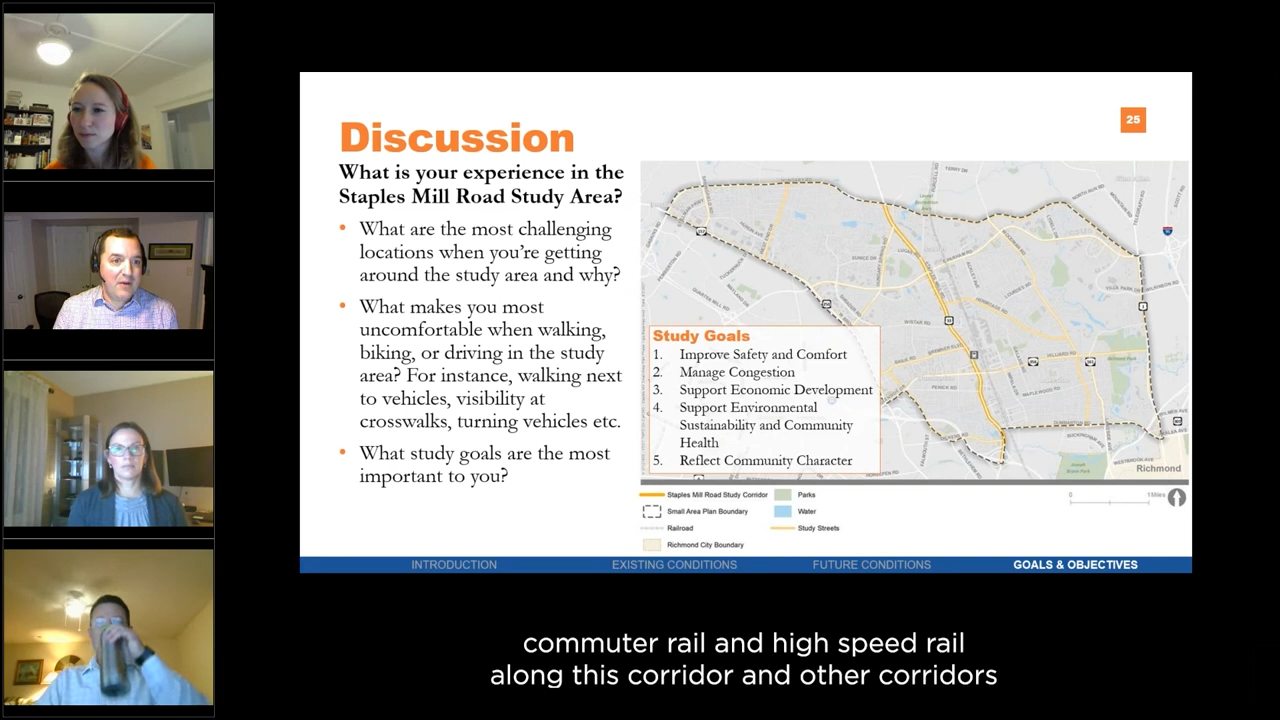 25
Discussion
What is your experience in the
Staples Mill Road Study Area?
• What are the most challenging
locations when you're getting
around the study area and why?
• What makes you most
uncomfortable when walking,
biking, or driving in the study
area? For instance, walking next
to vehicles, visibility at
crosswalks, turning vehicles etc.
• What study goals are the most
important to you?
Study Goals
1. Improve Safety and Comfort
2. Manage Congestion
3. Support Economic Development
4. Support Environmental
Sustainability and Community
Health
5. Reflect Community Character
Richmond
Staples Mill Road Study Corridor
Parks
0
1 Miles
Small Area Plan Boundary
Water
Railroad
Study Streets
Richmond City Boundary
INTRODUCTION
EXISTING CONDITIONS
FUTURE CONDITIONS
GOALS & OBJECTIVES
commuter rail and high speed rail
along this corridor and other corridors